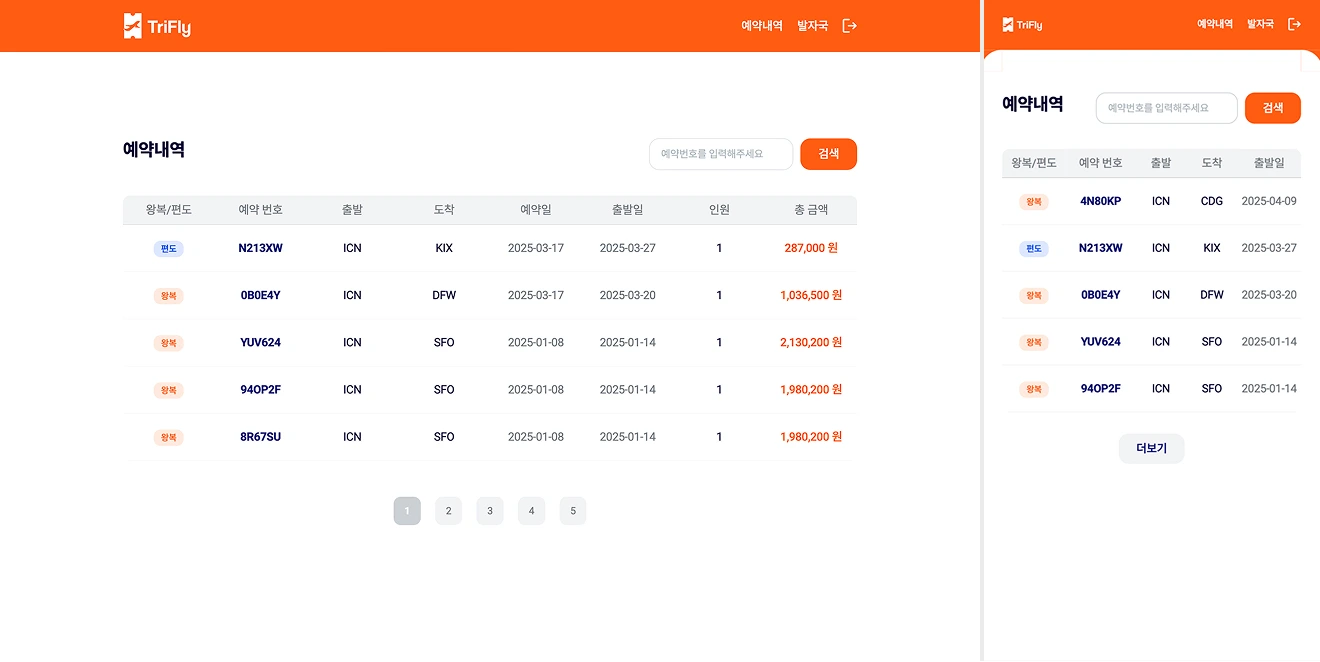 TriFly 예약내역 발자국
예약내역 예약번호를 입력해주세요 검색
왕복/편도 예약 번호 출발 도착 예약일 출발일 인원 총 금액
편도 N213XW ICN KIX 2025-03-17 2025-03-27 1 287,000 원
왕복 0B0E4Y ICN DFW 2025-03-17 2025-03-20 1 1,036,500 원
왕복 YUV624 ICN SFO 2025-01-08 2025-01-14 1 2,130,200 원
왕복 94OP2F ICN SFO 2025-01-08 2025-01-14 1 1,980,200 원
왕복 8R67SU ICN SFO 2025-01-08 2025-01-14 1 1,980,200 원
1 2 3 4 5
TriFly 예약내역 발자국
예약내역 예약번호를 입력해주세요 검색
왕복/편도 예약 번호 출발 도착 출발일
왕복 4N80KP ICN CDG 2025-04-09
편도 N213XW ICN KIX 2025-03-27
왕복 0B0E4Y ICN DFW 2025-03-20
왕복 YUV624 ICN SFO 2025-01-14
왕복 94OP2F ICN SFO 2025-01-14
더보기